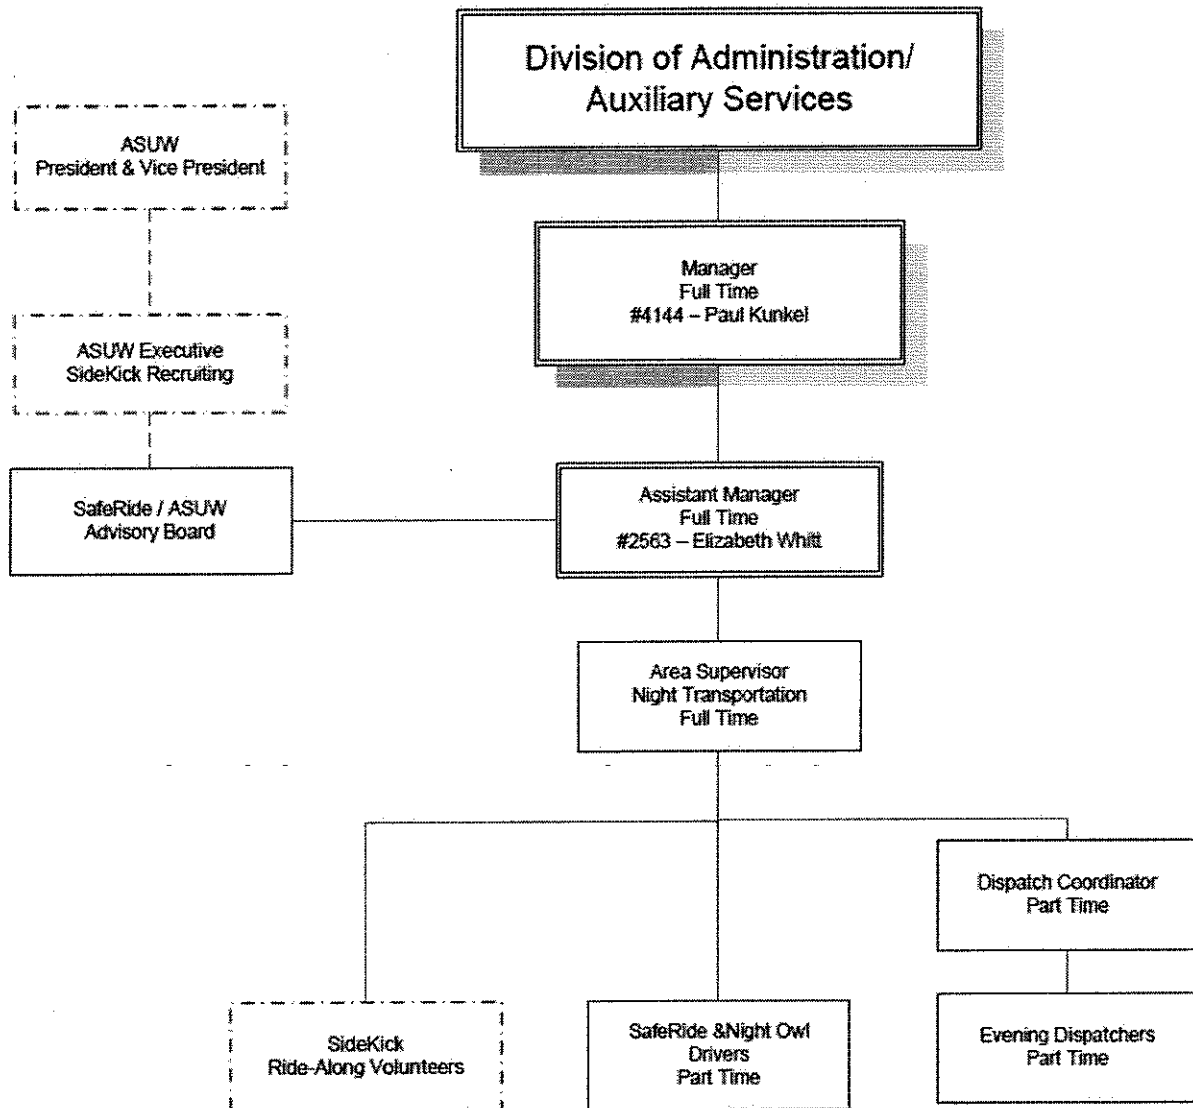 Division of Administration/
Auxiliary Services
ASUW
President & Vice President
Manager
Full Time
#4144 – Paul Kunkel
ASUW Executive
SideKick Recruiting
SafeRide / ASUW
Advisory Board
Assistant Manager
Full Time
#2563 – Elizabeth Whitt
Area Supervisor
Night Transportation
Full Time
Dispatch Coordinator
Part Time
SideKick
Ride-Along Volunteers
SafeRide &Night Owl
Drivers
Part Time
Evening Dispatchers
Part Time